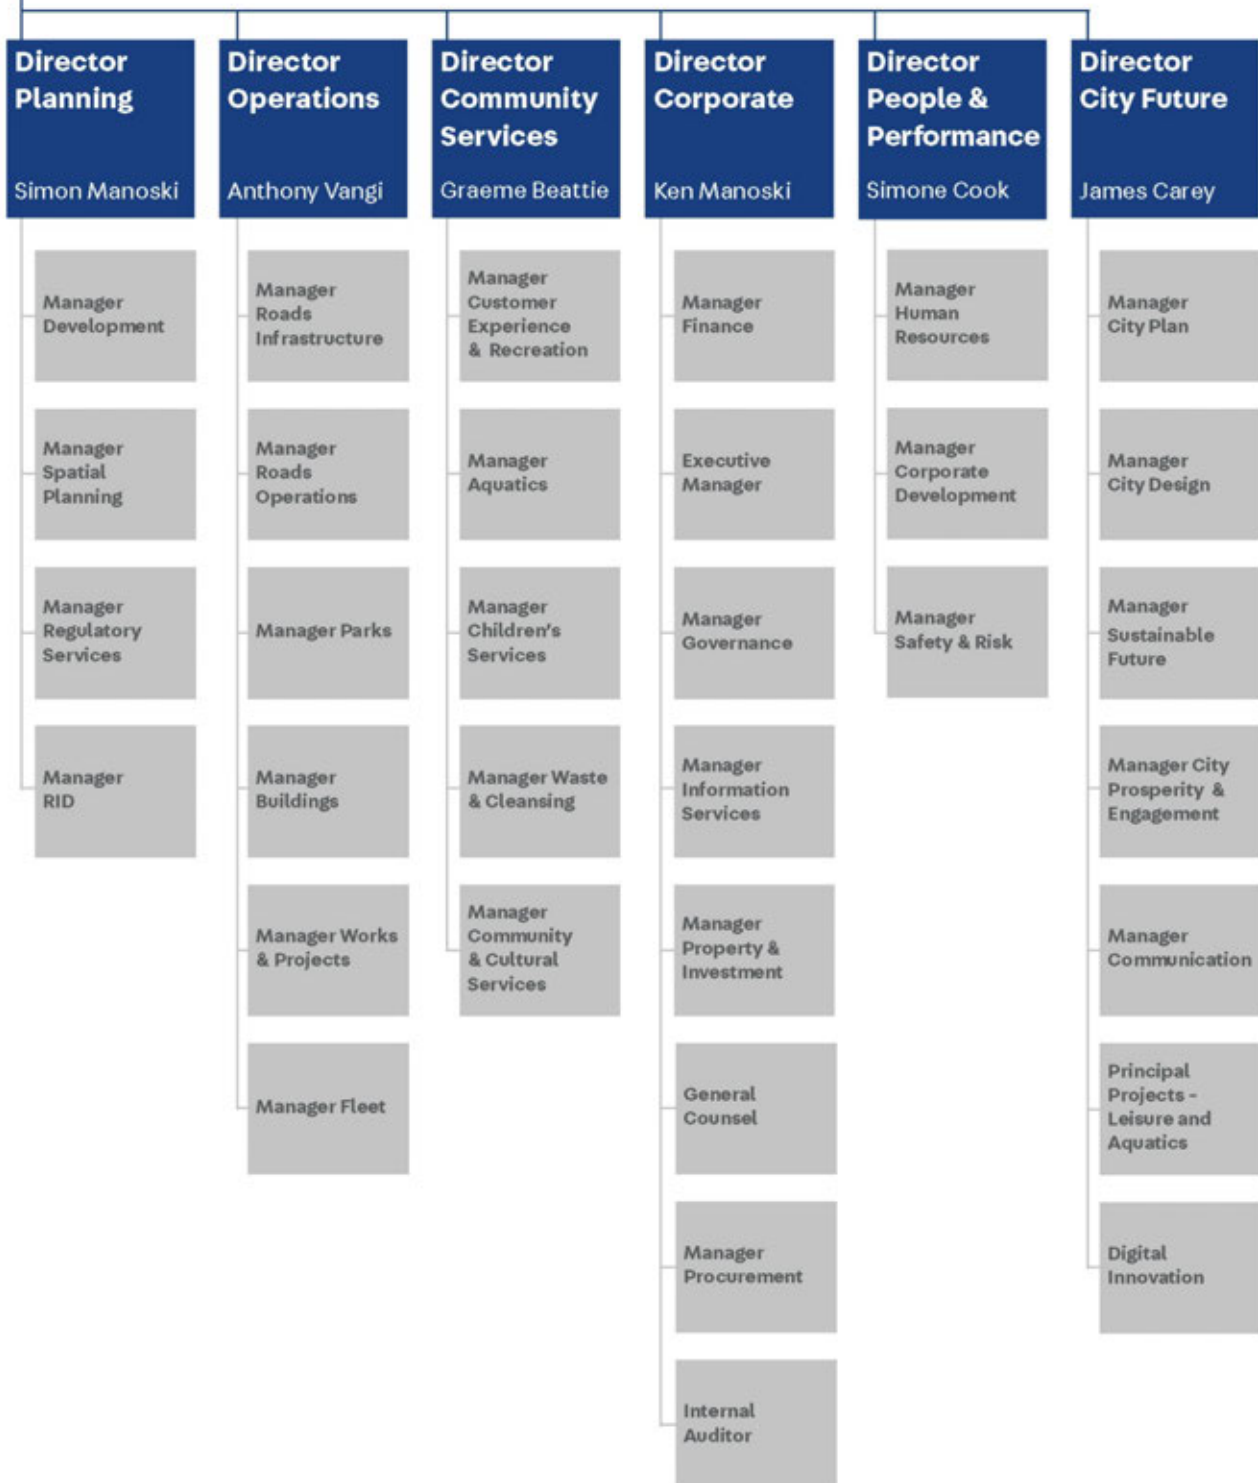 Director
Planning
Simon Manoski
Manager
Development
Manager
Spatial
Planning
Manager
Regulatory
Services
Manager
RID
Director
Operations
Anthony Vangi
Manager
Roads
Infrastructure
Manager
Roads
Operations
Manager Parks
Manager
Buildings
Manager Works
& Projects
Manager Fleet
Director
Community
Services
Graeme Beattie
Manager
Customer
Experience
& Recreation
Manager
Aquatics
Manager
Children's
Services
Manager Waste
& Cleansing
Manager
Community
& Cultural
Services
Director
Corporate
Ken Manoski
Manager
Finance
Executive
Manager
Manager
Governance
Manager
Information
Services
Manager
Property &
Investment
General
Counsel
Manager
Procurement
Internal
Auditor
Director
People &
Performance
Simone Cook
Manager
Human
Resources
Manager
Corporate
Development
Manager
Safety & Risk
Director
City Future
James Carey
Manager
City Plan
Manager
City Design
Manager
Sustainable
Future
Manager City
Prosperity &
Engagement
Manager
Communication
Principal
Projects -
Leisure and
Aquatics
Digital
Innovation